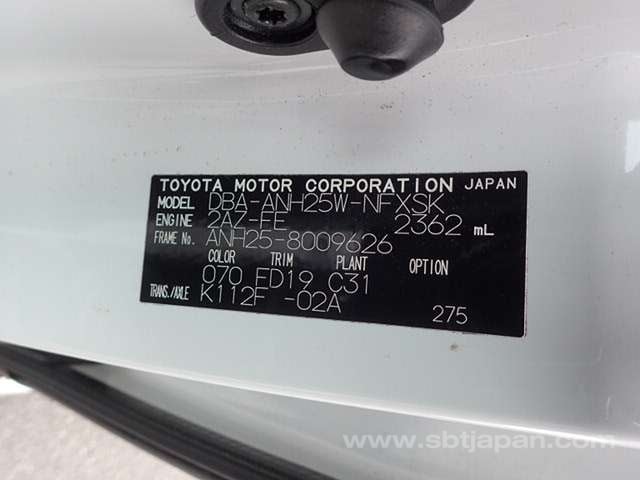 TOYOTA MOTOR CORPORATION JAPAN
MODEL DBA-ANH25W-NFXSK
ENGINE 2AZ-FE 2362 mL
FRAME No. ANH25-8009626
COLOR TRIM PLANT OPTION
070 FD19 C31
TRANS./AXLE K112F -02A
275
www.sbtjapan.com